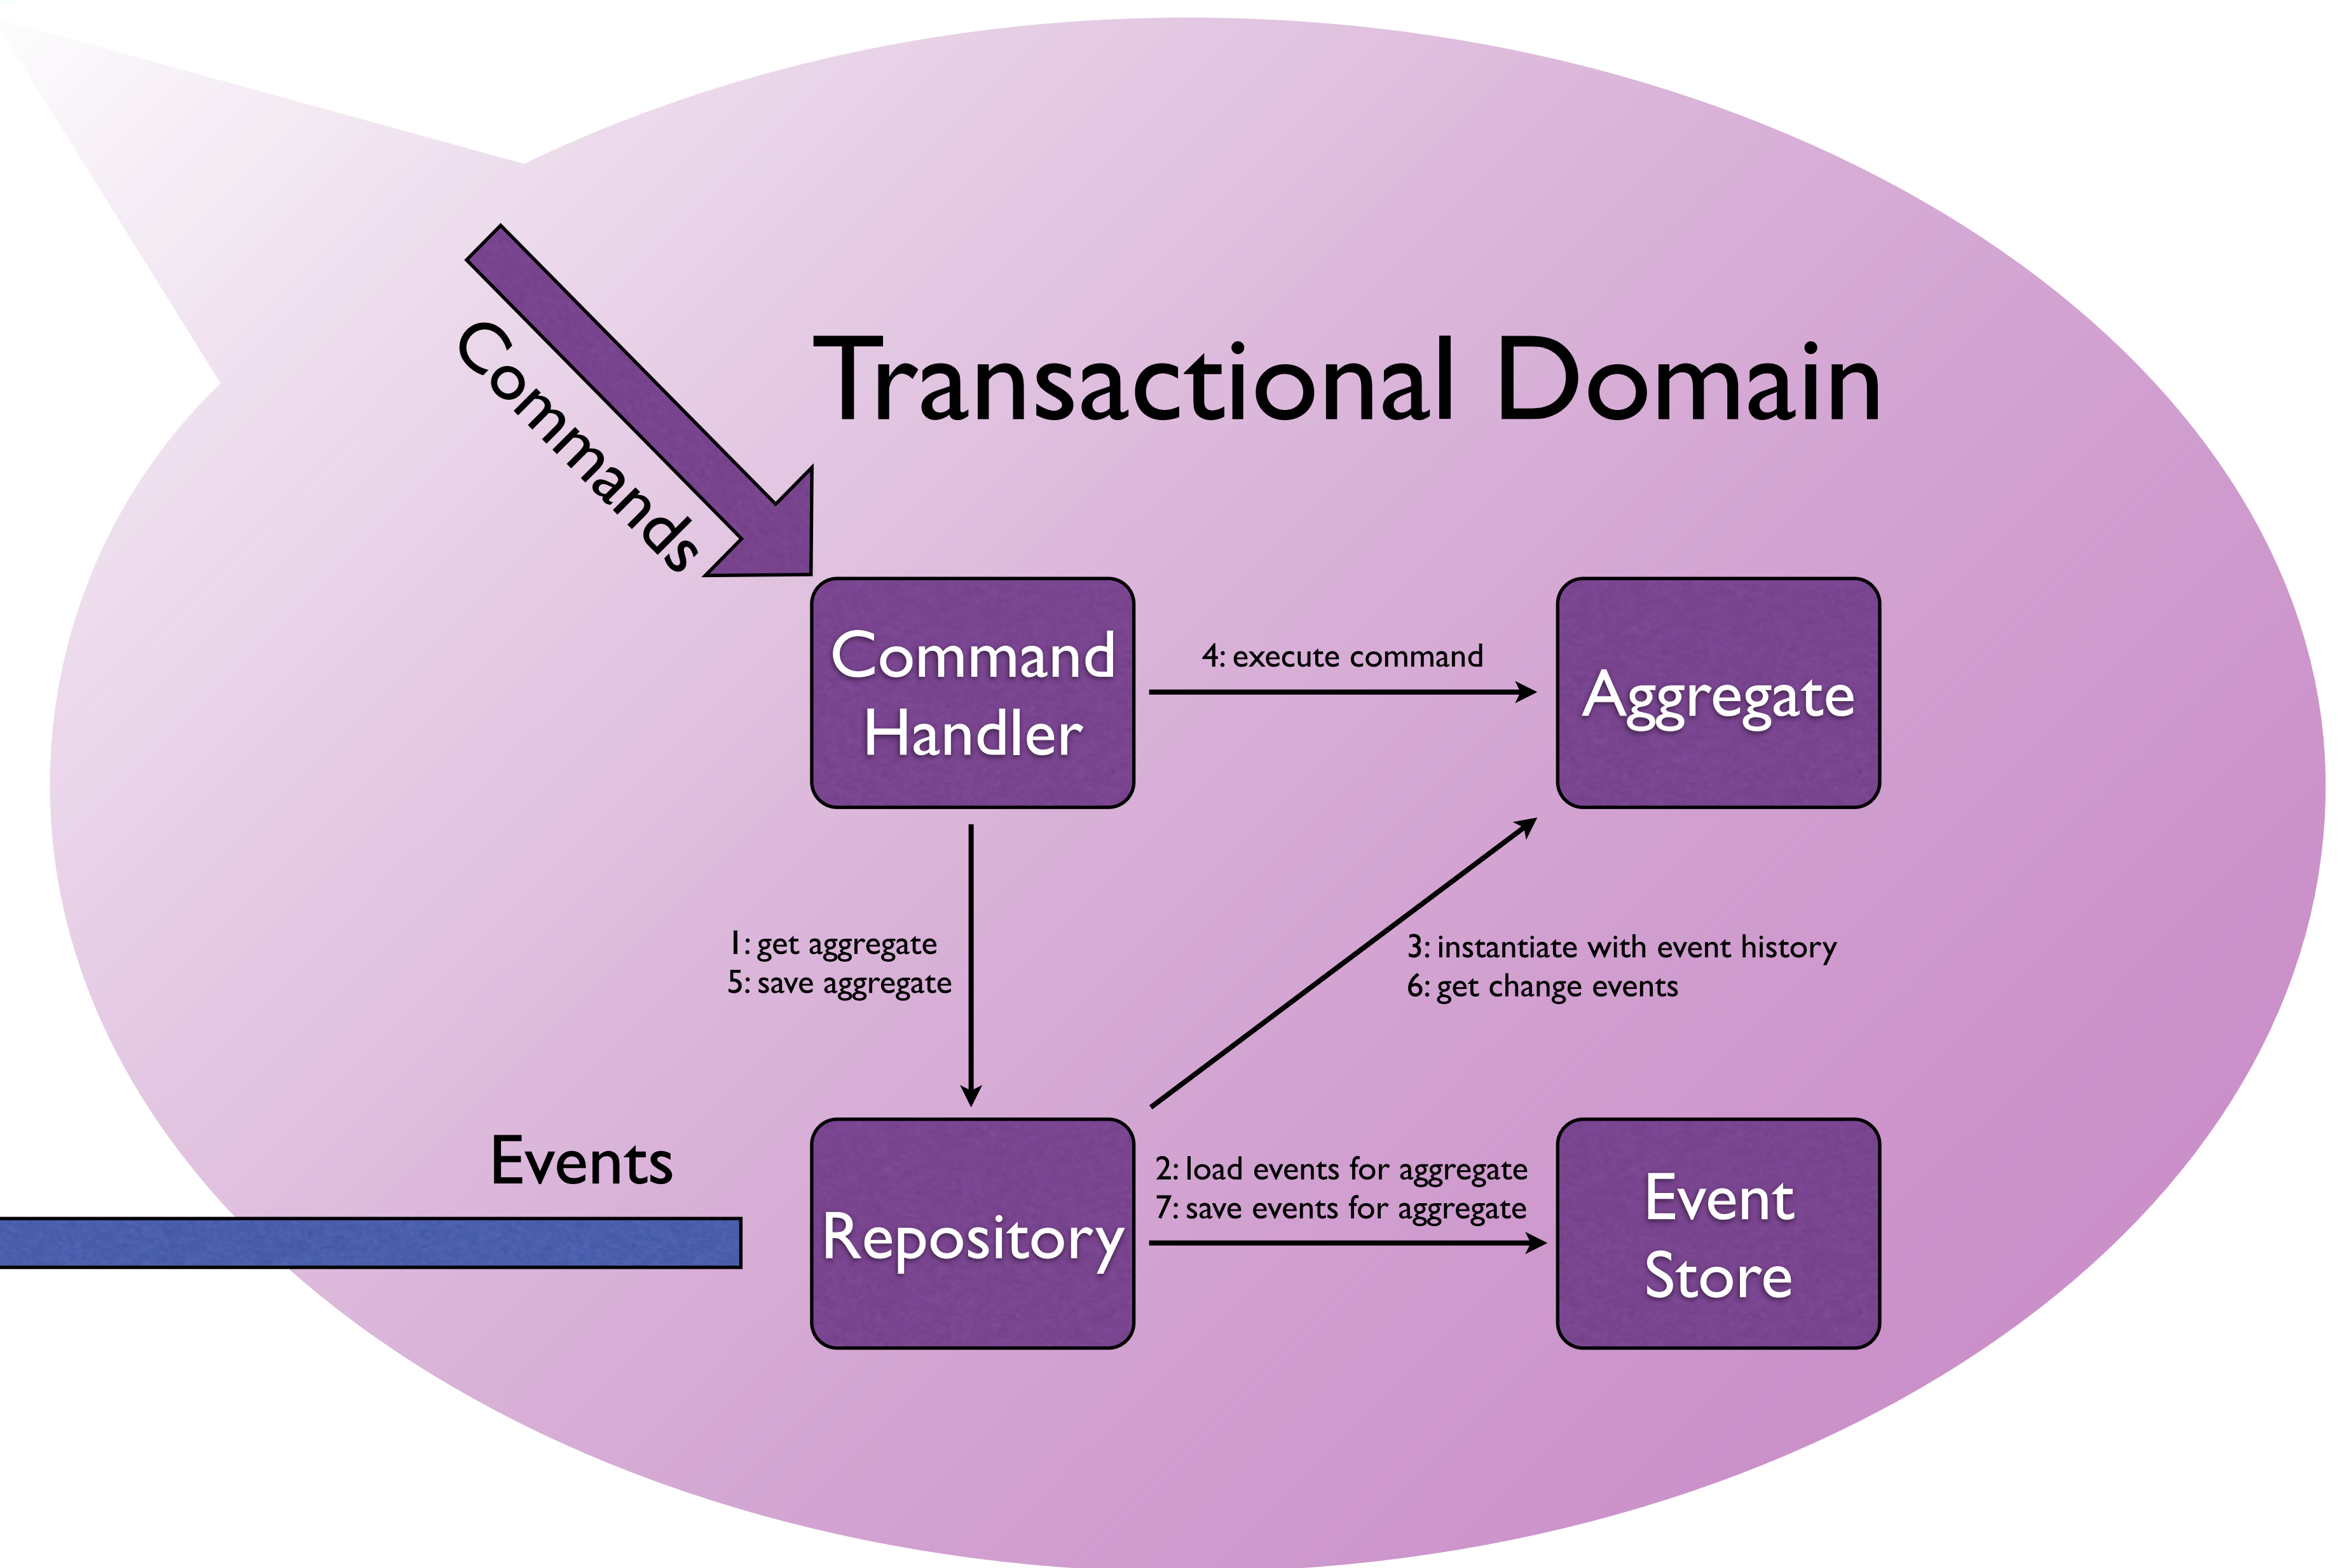 Commands
Transactional Domain
Command
Handler
4: execute command
Aggregate
1: get aggregate
5: save aggregate
3: instantiate with event history
6: get change events
Events
Repository
2: load events for aggregate
7: save events for aggregate
Event
Store